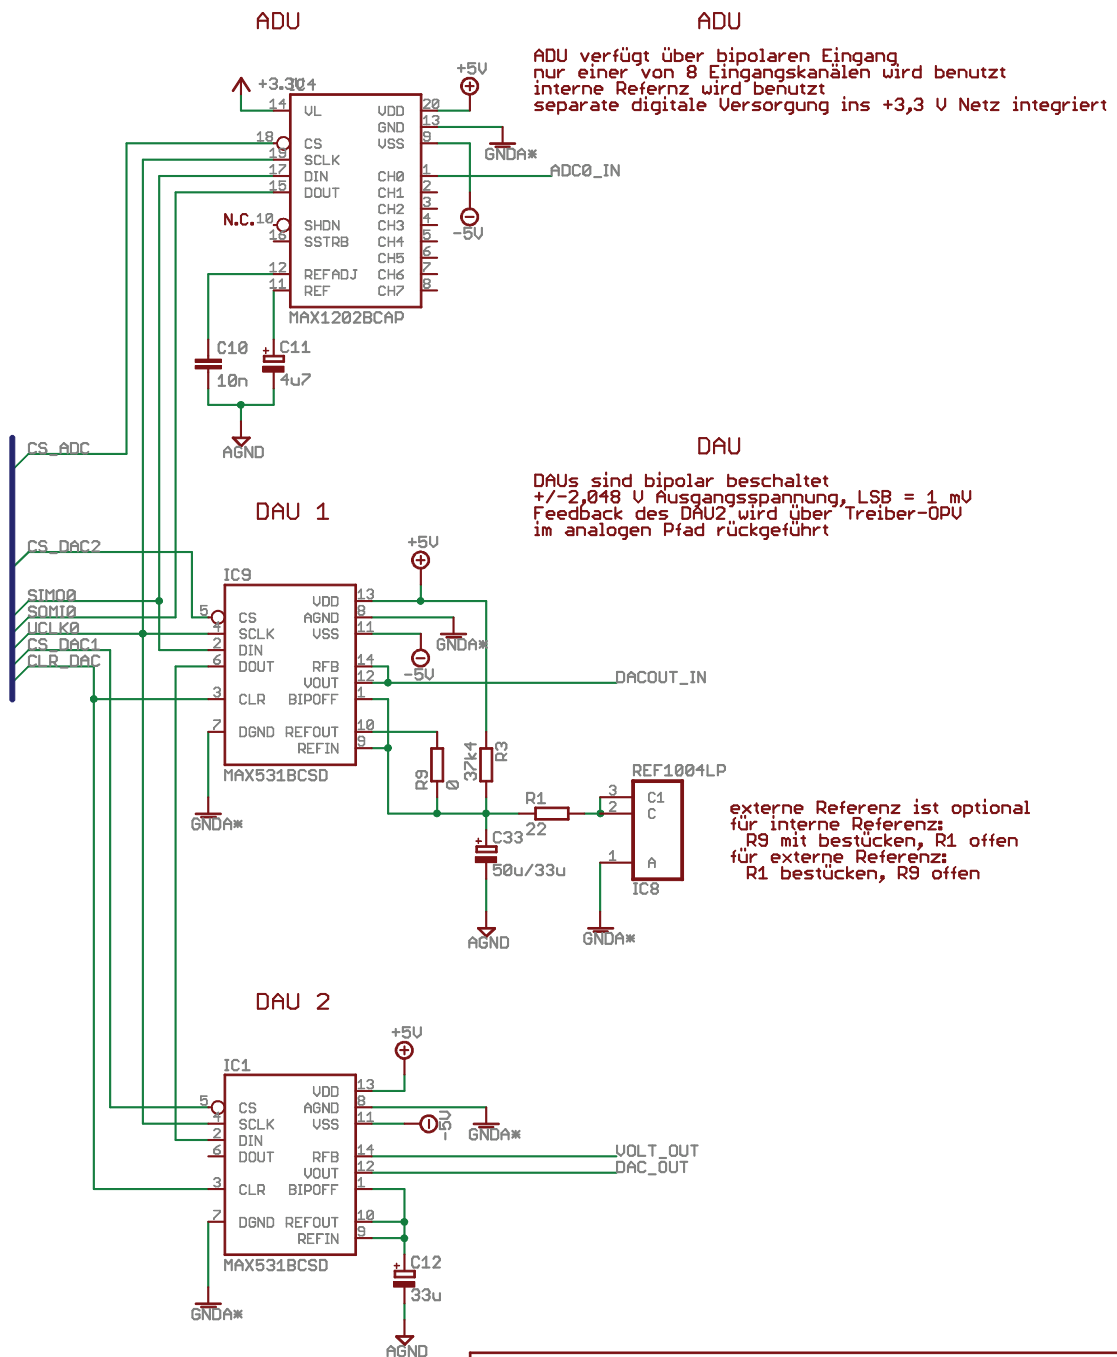 ADU
ADU
ADU verfügt über bipolaren Eingang
nur einer von 8 Eingangskanälen wird benutzt
interne Refernz wird benutzt
separate digitale Versorgung ins +3,3 V Netz integriert
+3.3V
IC4
+5V
14 VL VDD 20
GND 13
18 CS VSS 9
19 SCLK
17 DIN CH0 1
15 DOUT CH1 2
CH2 3
N.C. 10 SHDN CH3 4
16 SSTRB CH4 5
CH5 6
12 REFADJ CH6 7
11 REF CH7 8
MAX1202BCAP
GNDA*
ADC0_IN
-5V
C10
10n
C11
4u7
AGND
CS_ADC
CS_DAC2
SIMO0
SOMI0
UCLK0
CS_DAC1
CLR_DAC
DAU
DAUs sind bipolar beschaltet
+/-2,048 V Ausgangsspannung, LSB = 1 mV
Feedback des DAU2 wird über Treiber-OPV
im analogen Pfad rückgeführt
DAU 1
+5V
IC9
VDD 13
5 CS AGND 8
4 SCLK VSS 11
2 DIN
6 DOUT RFB 14
VOUT 12
3 CLR BIPOFF 1
7 DGND REFOUT 10
REFIN 9
MAX531BCSD
GNDA*
-5V
DACOUT_IN
GNDA*
R9
0
37k4
R3
R1
22
C33
50u/33u
AGND
REF1004LP
3 C1
2 C
1 A
IC8
GNDA*
externe Referenz ist optional
für interne Referenz:
R9 mit bestücken, R1 offen
für externe Referenz:
R1 bestücken, R9 offen
DAU 2
+5V
IC1
VDD 13
5 CS AGND 8
4 SCLK VSS 11
2 DIN
6 DOUT RFB 14
VOUT 12
3 CLR BIPOFF 1
7 DGND REFOUT 10
REFIN 9
MAX531BCSD
-5V
GNDA*
VOLT_OUT
DAC_OUT
GNDA*
C12
33u
AGND